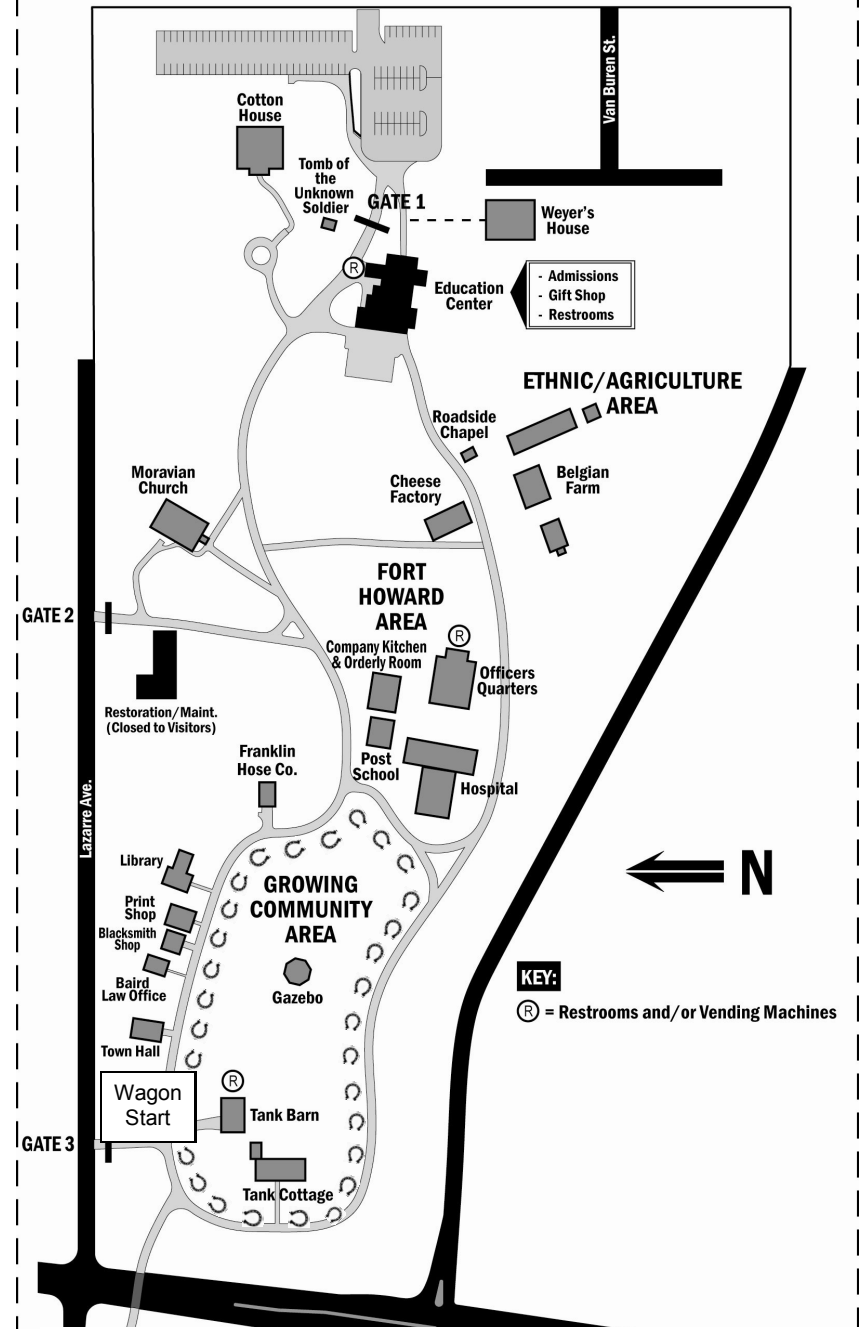 Van Buren St.
Cotton
House
Tomb of
the
Unknown
Soldier
GATE 1
Weyer's
House
R
Education
Center
- Admissions
- Gift Shop
- Restrooms
ETHNIC/AGRICULTURE
AREA
Roadside
Chapel
Moravian
Church
Cheese
Factory
Belgian
Farm
FORT
HOWARD
AREA
GATE 2
R
Company Kitchen
& Orderly Room
Officers
Quarters
Restoration/Maint.
(Closed to Visitors)
Franklin
Hose Co.
Post
School
Hospital
Lazarre Ave.
Library
GROWING
COMMUNITY
AREA
N
Print
Shop
Blacksmith
Shop
Baird
Law Office
Gazebo
KEY:
R = Restrooms and/or Vending Machines
Town Hall
Wagon
Start
R
Tank Barn
GATE 3
Tank Cottage